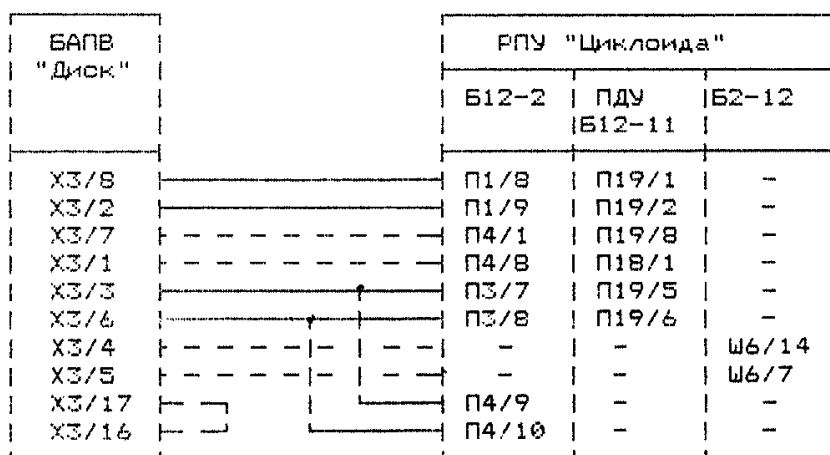 БАПВ
"Диск"
РПУ "Циклоида"
Б12-2 ПДУ Б2-12
Б12-11
Х3/8 П1/8 П19/1 -
Х3/2 П1/9 П19/2 -
Х3/7 П4/1 П19/8 -
Х3/1 П4/8 П18/1 -
Х3/3 П3/7 П19/5 -
Х3/6 П3/8 П19/6 -
Х3/4 - - Ш6/14
Х3/5 - - Ш6/7
Х3/17 П4/9 - -
Х3/16 П4/10 - -